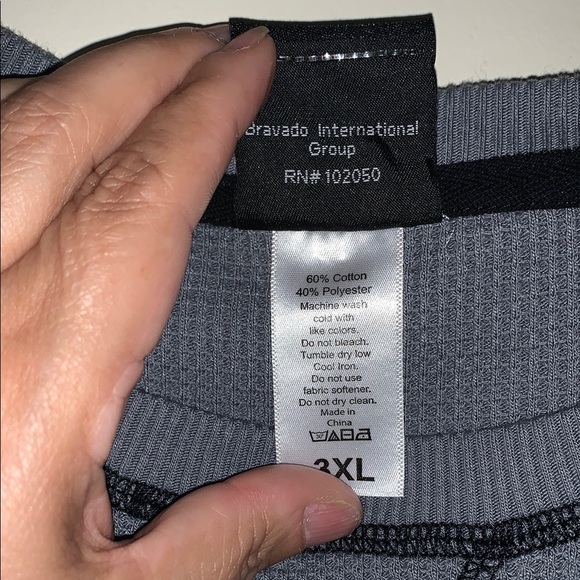 Bravado International
Group
RN# 102050
60% Cotton
40% Polyester
Machine wash
cold with
like colors.
Do not bleach.
Tumble dry low
Cool Iron.
Do not use
fabric softener.
Do not dry clean.
Made in
China
3XL